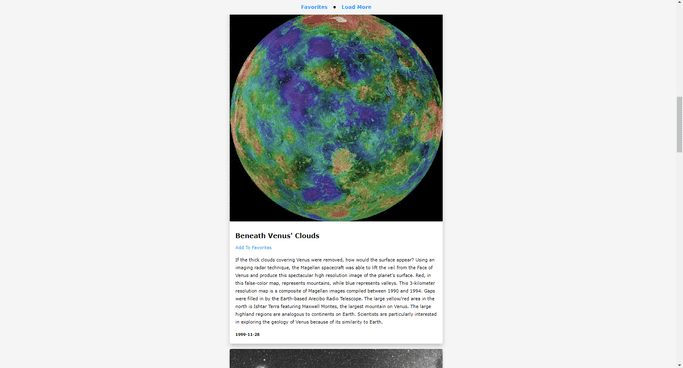 Favorites • Load More
Beneath Venus' Clouds
Add To Favorites
If the thick clouds covering Venus were removed, how would the surface appear? Using an
imaging radar technique, the Magellan spacecraft was able to lift the veil from the Face of
Venus and produce this spectacular high resolution image of the planet's surface. Red, in
this false-color map, represents mountains, while blue represents valleys. This 3-kilometer
resolution map is a composite of Magellan images compiled between 1990 and 1994. Gaps
were filled in by the Earth-based Arecibo Radio Telescope. The large yellow/red area in the
north is Ishtar Terra featuring Maxwell Montes, the largest mountain on Venus. The large
highland regions are analogous to continents on Earth. Scientists are particularly interested
in exploring the geology of Venus because of its similarity to Earth.
1999-11-28